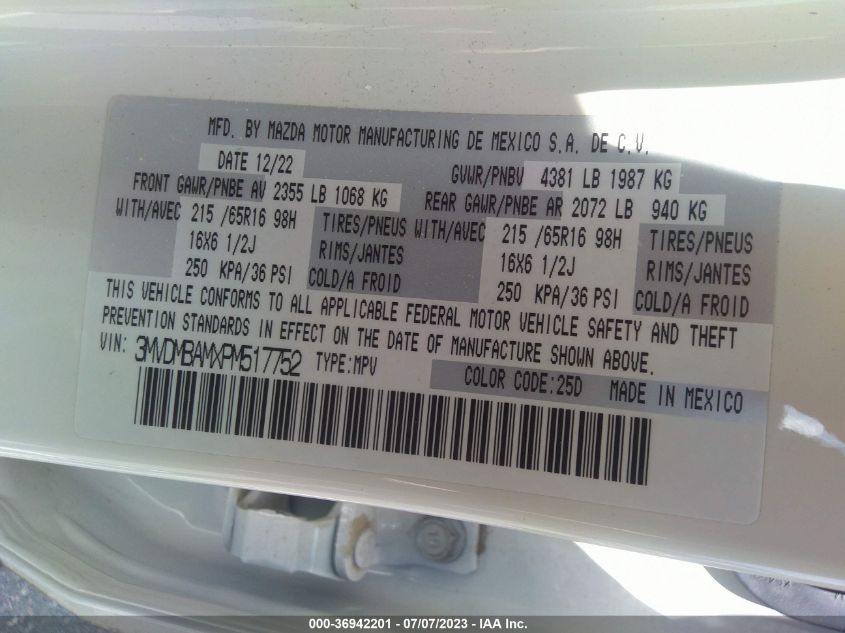 MFD. BY MAZDA MOTOR MANUFACTURING DE MEXICO S.A. DE C.V.
DATE 12/22 GVWR/PNBV 4381 LB 1987 KG
FRONT GAWR/PNBE AV 2355 LB 1068 KG REAR GAWR/PNBE AR 2072 LB 940 KG
WITH/AVEC 215 /65R16 98H TIRES/PNEUS WITH/AVEC 215 /65R16 98H TIRES/PNEUS
16X6 1/2J RIMS/JANTES 16X6 1/2J RIMS/JANTES
250 KPA/36 PSI COLD/A FROID 250 KPA/36 PSI COLD/A FROID
THIS VEHICLE CONFORMS TO ALL APPLICABLE FEDERAL MOTOR VEHICLE SAFETY AND THEFT
PREVENTION STANDARDS IN EFFECT ON THE DATE OF MANUFACTURE SHOWN ABOVE.
VIN: 3MVDMBAMXPM517752 TYPE:MPV
COLOR CODE:25D MADE IN MEXICO
000-36942201 - 07/07/2023 - IAA Inc.